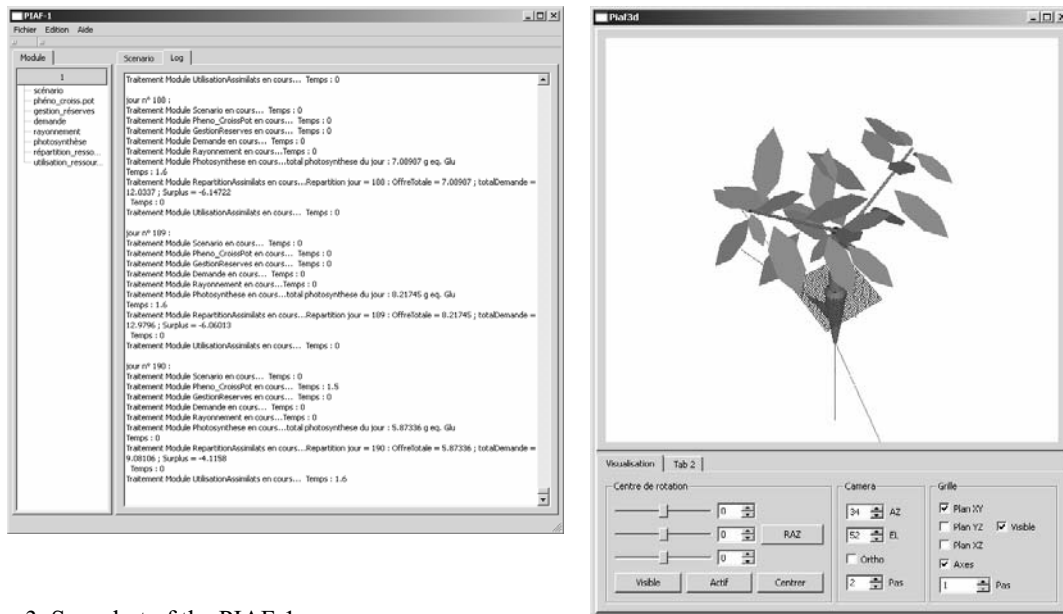 PIAF-1
Fichier Edition Aide
Module
1
scénario
phéno_croiss.pot
gestion_réserves
demande
rayonnement
photosynthèse
répartition_resso...
utilisation_ressour...
Scenario Log
Traitement Module UtilisationAssimilats en cours... Temps : 0
jour n° 188 :
Traitement Module Scenario en cours... Temps : 0
Traitement Module Pheno_CroissPot en cours... Temps : 0
Traitement Module GestionReserves en cours... Temps : 0
Traitement Module Demande en cours... Temps : 0
Traitement Module Rayonnement en cours...Temps : 0
Traitement Module Photosynthese en cours...total photosynthese du jour : 7.08907 g eq. Glu
Temps : 1.6
Traitement Module RepartitionAssimilats en cours...Repartition jour = 188 : OffreTotale = 7.08907 ; totalDemande =
12.0337 ; Surplus = -6.14722
Temps : 0
Traitement Module UtilisationAssimilats en cours... Temps : 0
jour n° 189 :
Traitement Module Scenario en cours... Temps : 0
Traitement Module Pheno_CroissPot en cours... Temps : 0
Traitement Module GestionReserves en cours... Temps : 0
Traitement Module Demande en cours... Temps : 0
Traitement Module Rayonnement en cours...Temps : 0
Traitement Module Photosynthese en cours...total photosynthese du jour : 8.21745 g eq. Glu
Temps : 1.6
Traitement Module RepartitionAssimilats en cours...Repartition jour = 189 : OffreTotale = 8.21745 ; totalDemande =
12.9796 ; Surplus = -6.06013
Temps : 0
Traitement Module UtilisationAssimilats en cours... Temps : 0
jour n° 190 :
Traitement Module Scenario en cours... Temps : 0
Traitement Module Pheno_CroissPot en cours... Temps : 1.5
Traitement Module GestionReserves en cours... Temps : 0
Traitement Module Demande en cours... Temps : 0
Traitement Module Rayonnement en cours...Temps : 0
Traitement Module Photosynthese en cours...total photosynthese du jour : 5.87336 g eq. Glu
Temps : 0
Traitement Module RepartitionAssimilats en cours...Repartition jour = 190 : OffreTotale = 5.87336 ; totalDemande =
9.08106 ; Surplus = -4.1158
Temps : 0
Traitement Module UtilisationAssimilats en cours... Temps : 1.6
Piaf3d
Visualisation Tab 2
Centre de rotation
0
0 RAZ
0
Visible Actif Centrer
Camera
34 AZ
52 EL
Ortho
2 Pas
Grille
Plan XY
Plan YZ Visible
Plan XZ
Axes
1 Pas